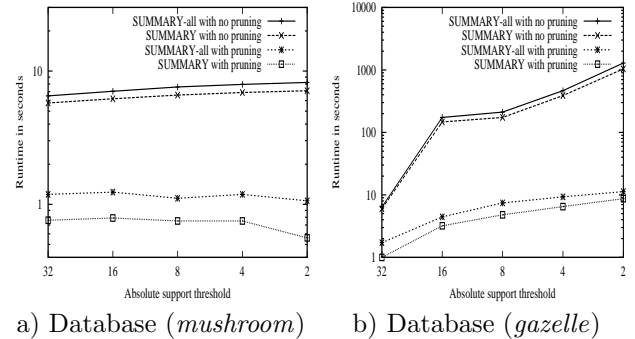 SUMMARY-all with no pruning
SUMMARY with no pruning
SUMMARY-all with pruning
SUMMARY with pruning
10
1
Runtime in seconds
32 16 8 4 2
Absolute support threshold
a) Database (mushroom)
SUMMARY-all with no pruning
SUMMARY with no pruning
SUMMARY-all with pruning
SUMMARY with pruning
10000
1000
100
10
1
Runtime in seconds
32 16 8 4 2
Absolute support threshold
b) Database (gazelle)